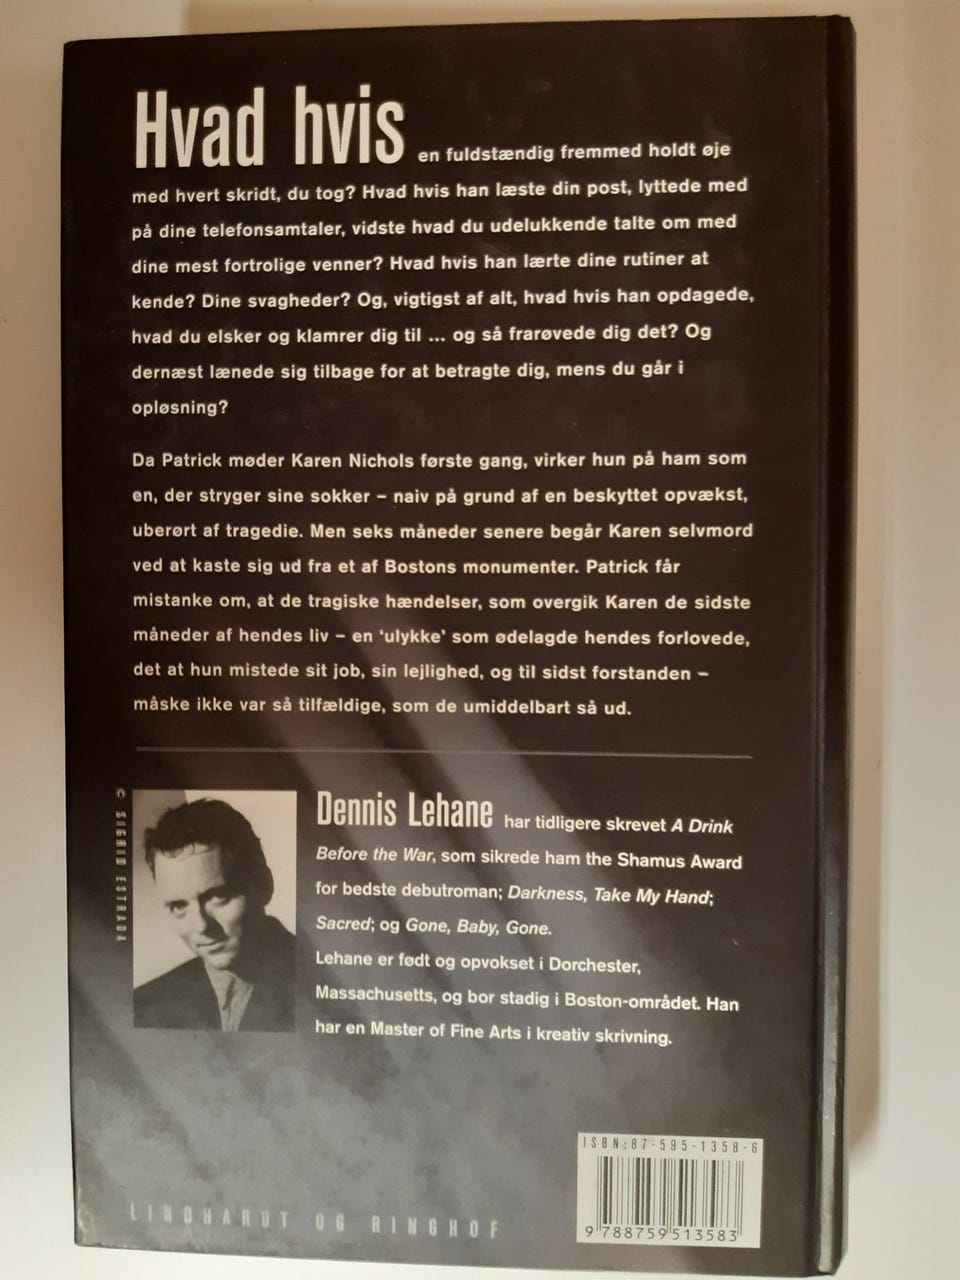 Hvad hvis en fuldstændig fremmed holdt øje
med hvert skridt, du tog? Hvad hvis han læste din post, lyttede med
på dine telefonsamtaler, vidste hvad du udelukkende talte om med
dine mest fortrolige venner? Hvad hvis han lærte dine rutiner at
kende? Dine svagheder? Og, vigtigst af alt, hvad hvis han opdagede,
hvad du elsker og klamrer dig til ... og så frarøvede dig det? Og
dernæst lænede sig tilbage for at betragte dig, mens du går i
opløsning?
Da Patrick møder Karen Nichols første gang, virker hun på ham som
en, der stryger sine sokker – naiv på grund af en beskyttet opvækst,
uberørt af tragedie. Men seks måneder senere begår Karen selvmord
ved at kaste sig ud fra et af Bostons monumenter. Patrick får
mistanke om, at de tragiske hændelser, som overgik Karen de sidste
måneder af hendes liv – en 'ulykke' som ødelagde hendes forlovede,
det at hun mistede sit job, sin lejlighed, og til sidst forstanden –
måske ikke var så tilfældige, som de umiddelbart så ud.
© SIGRID ESTRADA
Dennis Lehane har tidligere skrevet A Drink
Before the War, som sikrede ham the Shamus Award
for bedste debutroman; Darkness, Take My Hand;
Sacred; og Gone, Baby, Gone.
Lehane er født og opvokset i Dorchester,
Massachusetts, og bor stadig i Boston-området. Han
har en Master of Fine Arts i kreativ skrivning.
ISBN:87-595-1358-6
9 788759 513583
LINDHARDT OG RINGHOF